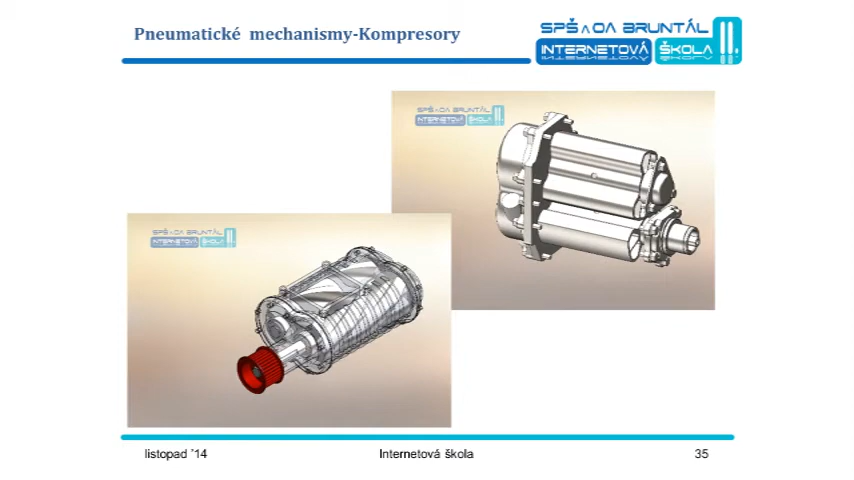 Pneumatické mechanismy-Kompresory
SPŠ A OA BRUNTÁL
INTERNETOVÁ ŠKOLA
SPŠ A OA BRUNTÁL
INTERNETOVÁ ŠKOLA
SPŠ A OA BRUNTÁL
INTERNETOVÁ ŠKOLA
listopad '14
Internetová škola
35